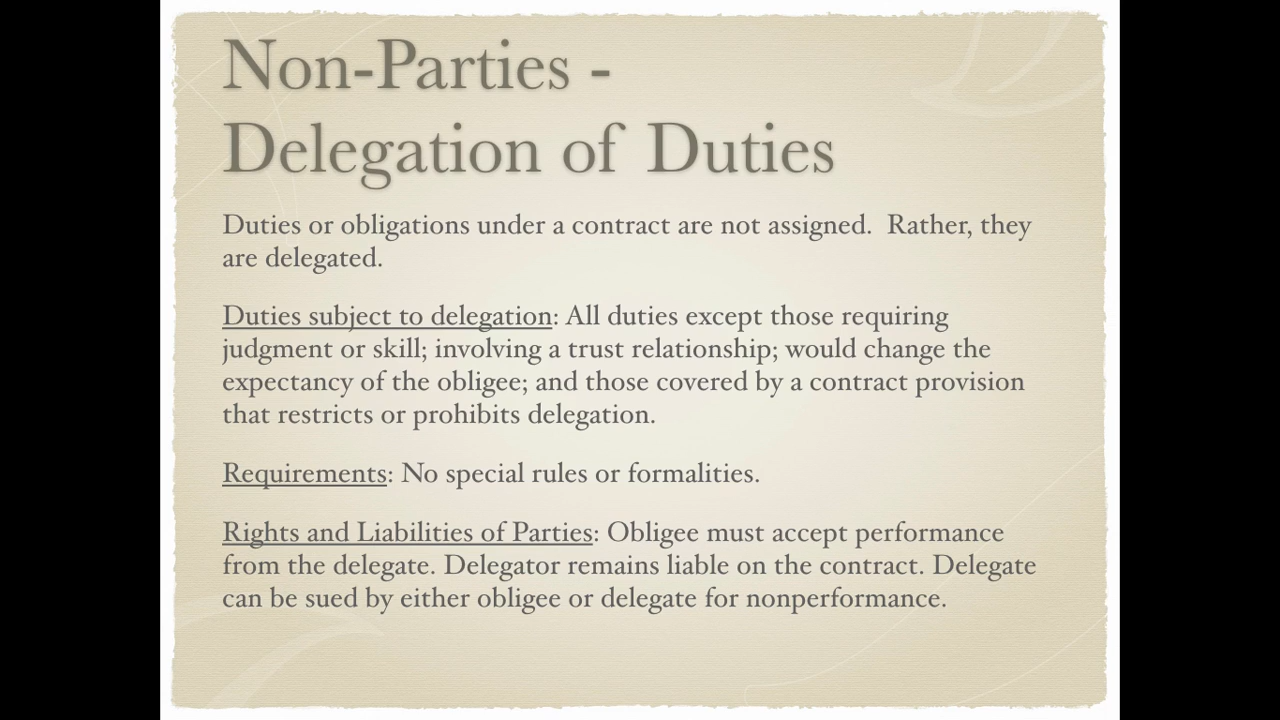 Non-Parties -
Delegation of Duties
Duties or obligations under a contract are not assigned.  Rather, they
are delegated.
Duties subject to delegation: All duties except those requiring
judgment or skill; involving a trust relationship; would change the
expectancy of the obligee; and those covered by a contract provision
that restricts or prohibits delegation.
Requirements: No special rules or formalities.
Rights and Liabilities of Parties: Obligee must accept performance
from the delegate. Delegator remains liable on the contract. Delegate
can be sued by either obligee or delegate for nonperformance.